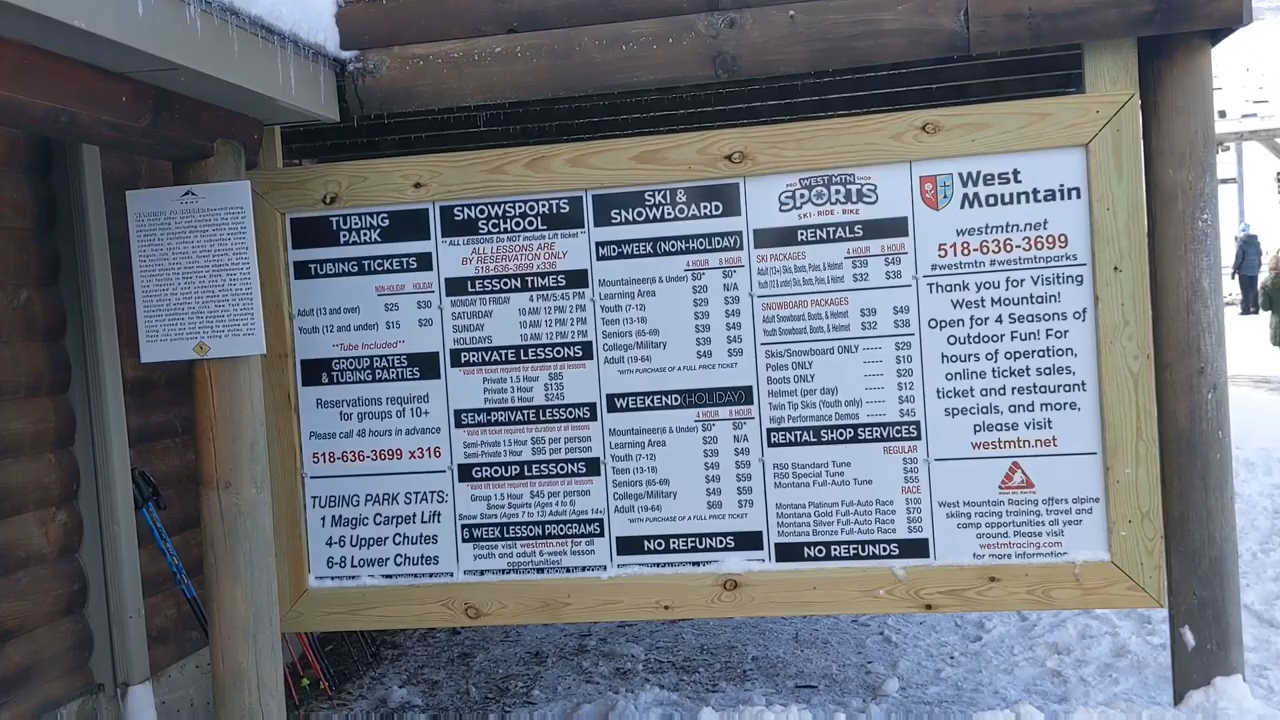 TUBING PARK
TUBING TICKETS
NON-HOLIDAY HOLIDAY
Adult (13 and over) $25 $30
Youth (12 and under) $15 $20
**Tube Included**
GROUP RATES
& TUBING PARTIES
Reservations required
for groups of 10+
Please call 48 hours in advance
518-636-3699 x316
TUBING PARK STATS:
1 Magic Carpet Lift
4-6 Upper Chutes
6-8 Lower Chutes
SNOWSPORTS
SCHOOL
** ALL LESSONS Do NOT include Lift ticket**
ALL LESSONS ARE
BY RESERVATION ONLY
518-636-3699 x336
LESSON TIMES
MONDAY TO FRIDAY 4 PM/5:45 PM
SATURDAY 10 AM/ 12 PM/ 2 PM
SUNDAY 10 AM/ 12 PM/ 2 PM
HOLIDAYS 10 AM/ 12 PM/ 2 PM
PRIVATE LESSONS
* Valid lift ticket required for duration of all lessons
Private 1.5 Hour $85
Private 3 Hour $135
Private 6 Hour $245
SEMI-PRIVATE LESSONS
* Valid lift ticket required for duration of all lessons
Semi-Private 1.5 Hour $65 per person
Semi-Private 3 Hour $95 per person
GROUP LESSONS
* Valid lift ticket required for duration of all lessons
Group 1.5 Hour $45 per person
Snow Squirts (Ages 4 to 6)
Snow Stars (Ages 7 to 13) Adult (Ages 14+)
6 WEEK LESSON PROGRAMS
Please visit westmtn.net for all
youth and adult 6-week lesson
opportunities!
RIDE WITH CAUTION - KNOW THE CODE
SKI &
SNOWBOARD
MID-WEEK (NON-HOLIDAY)
4 HOUR 8 HOUR
Mountaineer(6 & Under) $0* $0*
Learning Area $20 N/A
Youth (7-12) $29 $39
Teen (13-18) $39 $49
Seniors (65-69) $39 $49
College/Military $39 $45
Adult (19-64) $49 $59
*WITH PURCHASE OF A FULL PRICE TICKET
WEEKEND(HOLIDAY)
4 HOUR 8 HOUR
Mountaineer(6 & Under) $0* $0*
Learning Area $20 N/A
Youth (7-12) $39 $49
Teen (13-18) $49 $59
Seniors (65-69) $49 $59
College/Military $49 $59
Adult (19-64) $69 $79
*WITH PURCHASE OF A FULL PRICE TICKET
NO REFUNDS
WEST MTN
PRO SPORTS SHOP
SKI - RIDE - BIKE
RENTALS
4 HOUR 8 HOUR
SKI PACKAGES
Adult (13+) Skis, Boots, Poles, & Helmet $39 $49
Youth (12 & under) Skis, Boots, Poles, & Helmet $32 $38
SNOWBOARD PACKAGES
Adult Snowboard, Boots, & Helmet $39 $49
Youth Snowboard, Boots, & Helmet $32 $38
Skis/Snowboard ONLY ----- $29
Poles ONLY ----- $10
Boots ONLY ----- $20
Helmet (per day) ----- $12
Twin Tip Skis (Youth only) ---- $40
High Performance Demos ----- $45
RENTAL SHOP SERVICES
REGULAR
R50 Standard Tune $30
R50 Special Tune $40
Montana Full-Auto Tune $55
RACE
Montana Platinum Full-Auto Race $100
Montana Gold Full-Auto Race $70
Montana Silver Full-Auto Race $60
Montana Bronze Full-Auto Race $50
NO REFUNDS
West
Mountain
westmtn.net
518-636-3699
#westmtn #westmtnparks
Thank you for Visiting
West Mountain!
Open for 4 Seasons of
Outdoor Fun! For
hours of operation,
online ticket sales,
ticket and restaurant
specials, and more,
please visit
westmtn.net
West Mt. Racing
West Mountain Racing offers alpine
skiing racing training, travel and
camp opportunities all year
around. Please visit
westmtracing.com
for more information